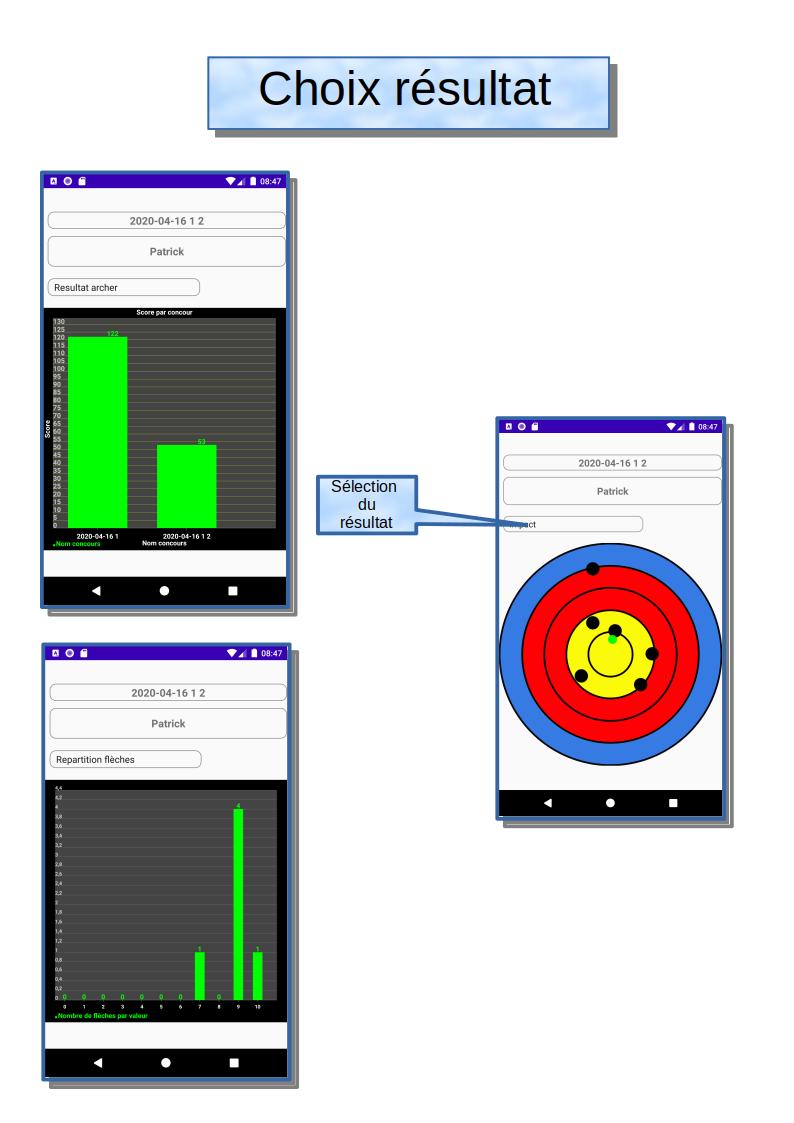 Choix résultat
08:47
2020-04-16 1 2
Patrick
Resultat archer
Score par concour
130
125
120
115
110
105
100
95
90
85
80
75
70
65
60
55
50
45
40
35
30
25
20
15
10
5
0
122
53
Score
2020-04-16 1
2020-04-16 1 2
Nom concours
Nom concours
08:47
2020-04-16 1 2
Patrick
Sélection
du
résultat
08:47
2020-04-16 1 2
Patrick
Repartition flèches
4,4
4,2
4
3,8
3,6
3,4
3,2
3
2,8
2,6
2,4
2,2
2
1,8
1,6
1,4
1,2
1
0,8
0,6
0,4
0,2
0
0 0 0 0 0 0 0 1 0 4 1
0 1 2 3 4 5 6 7 8 9 10
Nombre de flèches par valeur